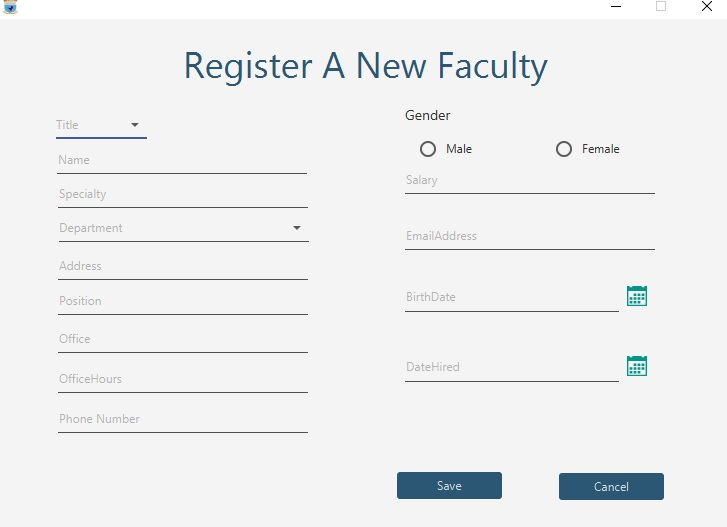 Register A New Faculty
Title
Name
Specialty
Department
Address
Position
Office
OfficeHours
Phone Number
Gender
Male Female
Salary
EmailAddress
BirthDate
DateHired
Save Cancel